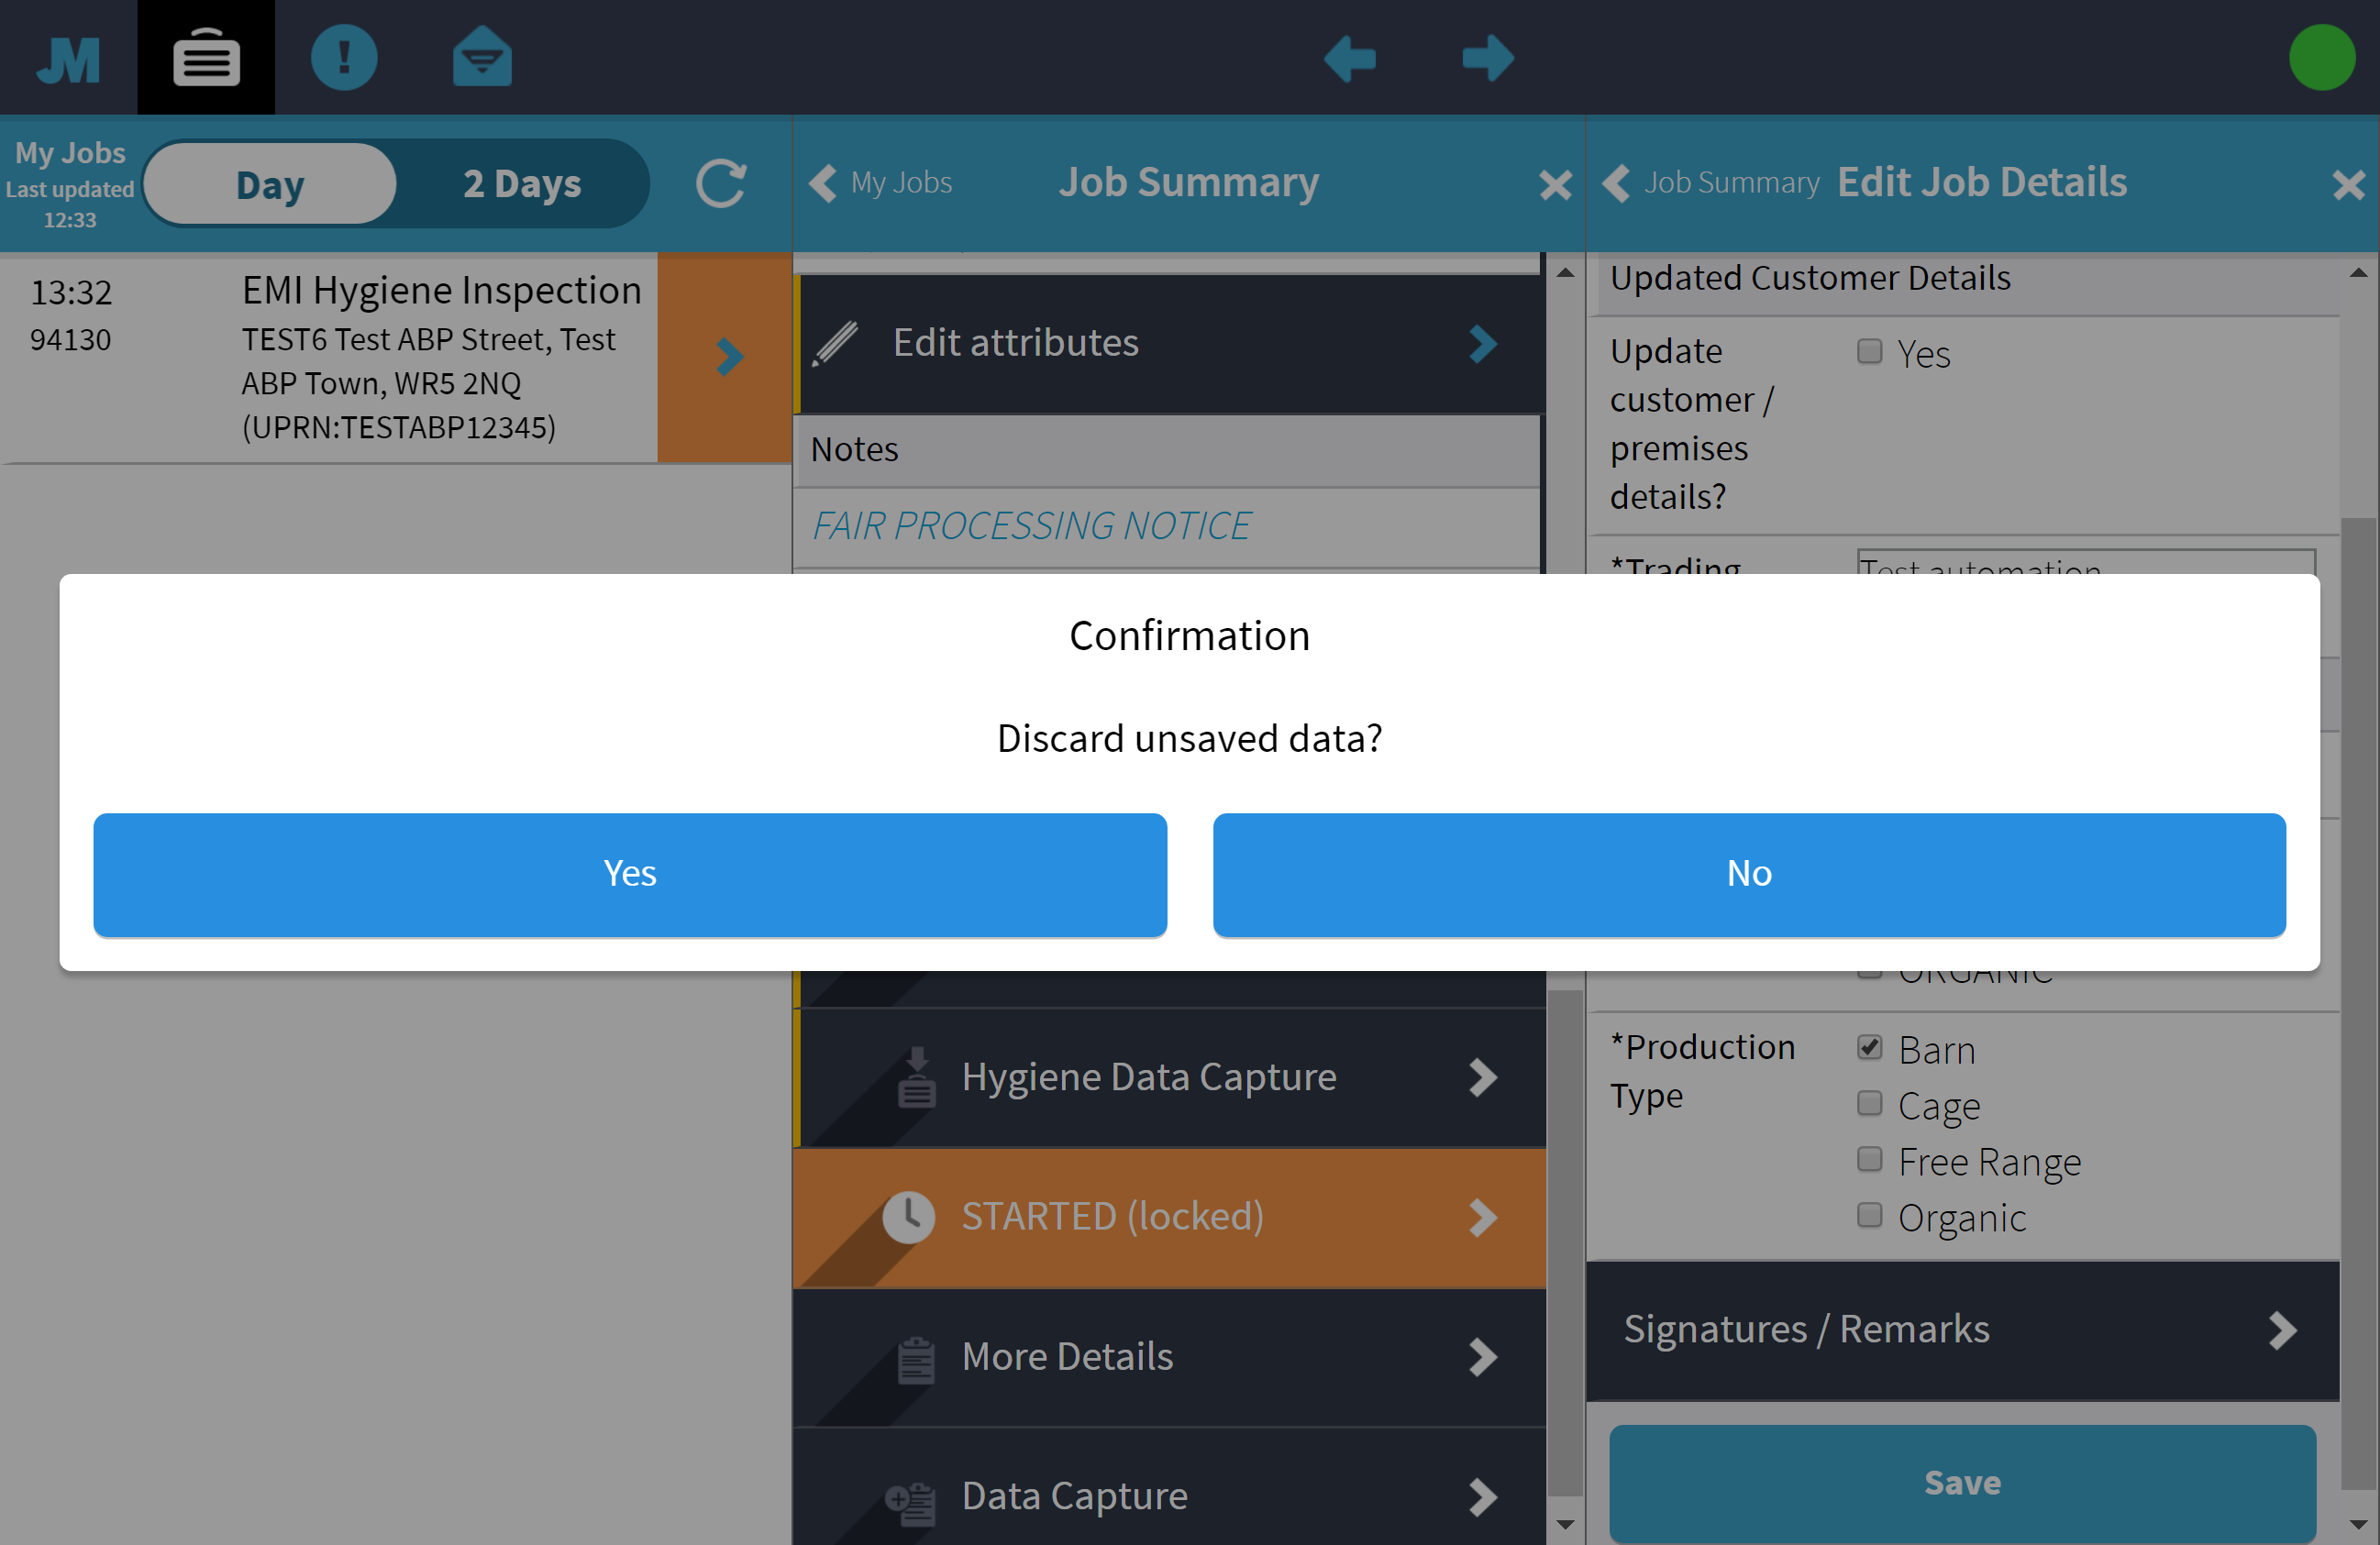 JM
My Jobs
Last updated
12:33
Day
2 Days
My Jobs
Job Summary
Job Summary
Edit Job Details
13:32
94130
EMI Hygiene Inspection
TEST6 Test ABP Street, Test
ABP Town, WR5 2NQ
(UPRN:TESTABP12345)
Edit attributes
Notes
FAIR PROCESSING NOTICE
Updated Customer Details
Update
customer /
premises
details?
Yes
*Trading
Test automation
Confirmation
Discard unsaved data?
Yes
No
Hygiene Data Capture
STARTED (locked)
More Details
Data Capture
ORGANIC
*Production
Type
Barn
Cage
Free Range
Organic
Signatures / Remarks
Save